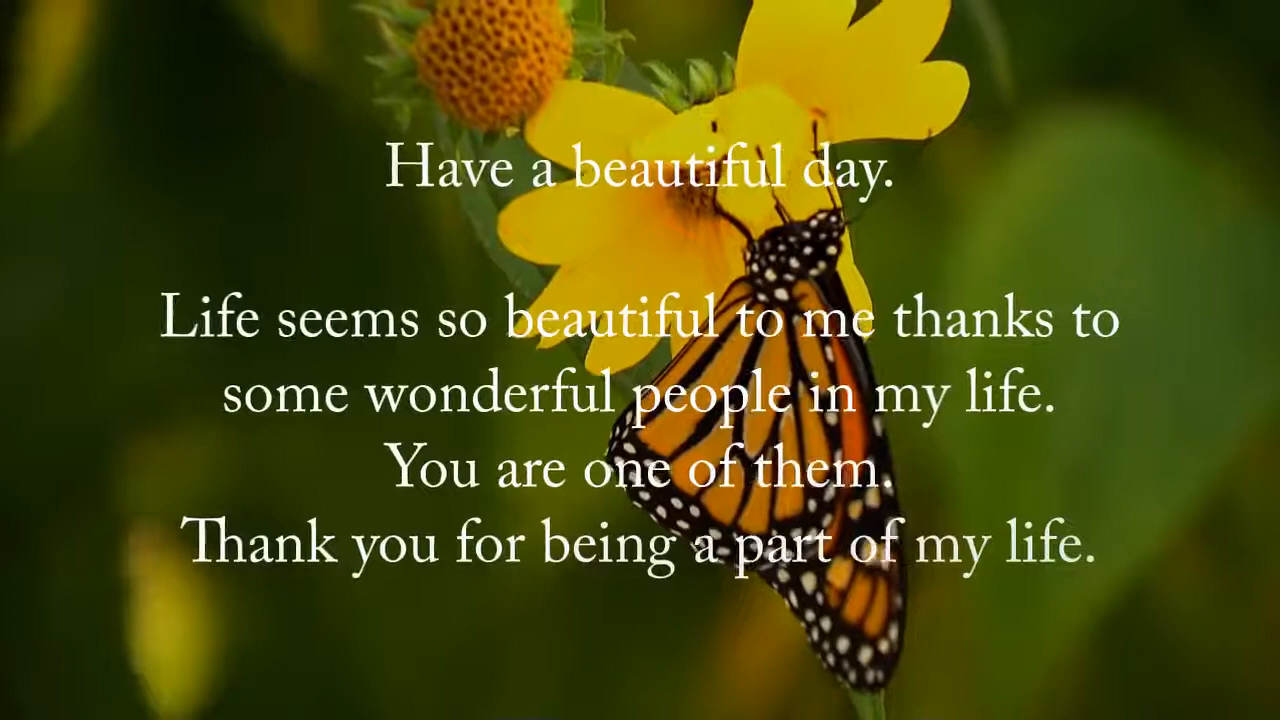 Have a beautiful day.
Life seems so beautiful to me thanks to
some wonderful people in my life.
You are one of them.
Thank you for being a part of my life.